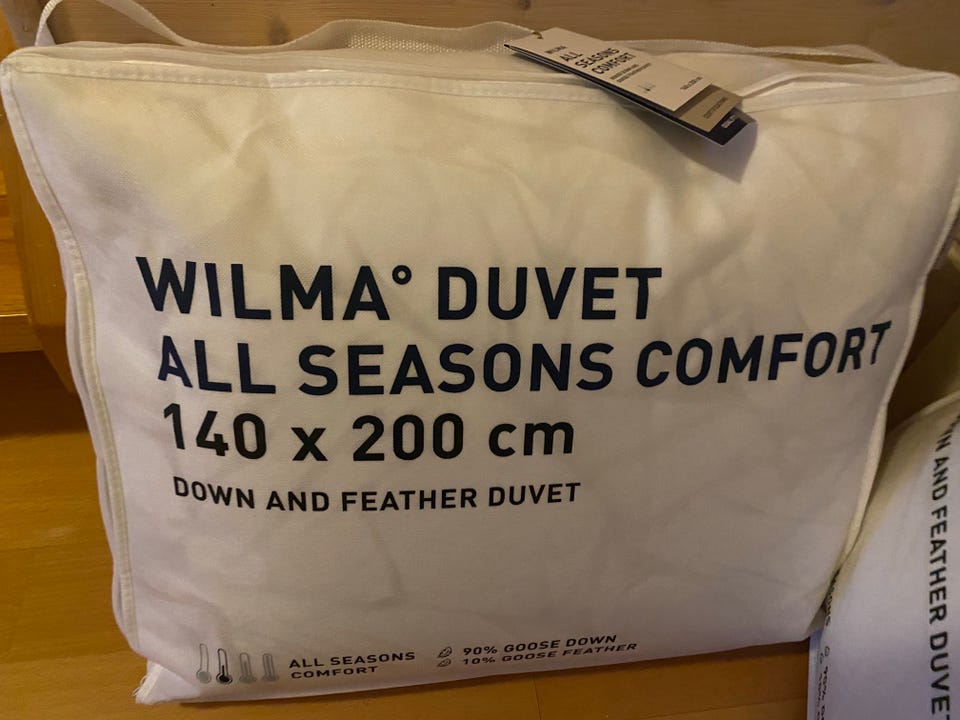 WILMA
ALL
SEASONS
COMFORT
WILMA° DUVET
ALL SEASONS COMFORT
140 x 200 cm
DOWN AND FEATHER DUVET
ALL SEASONS
COMFORT
90% GOOSE DOWN
10% GOOSE FEATHER
AND FEATHER DUVET